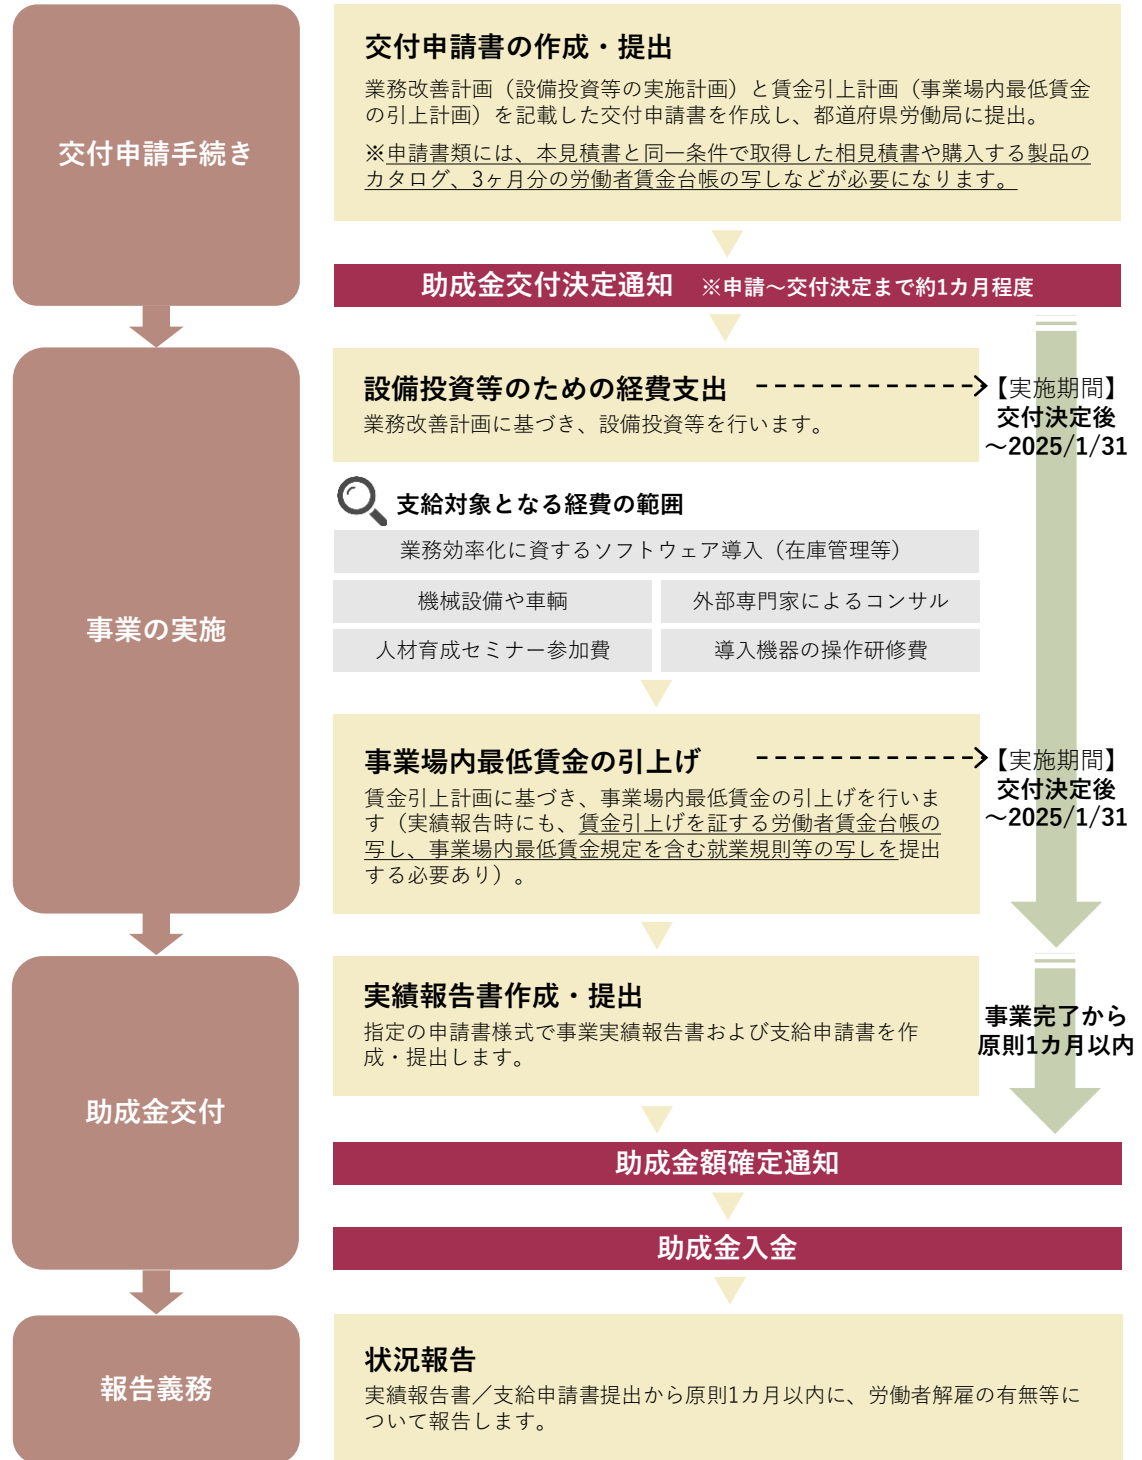 交付申請手続き
交付申請書の作成・提出
業務改善計画（設備投資等の実施計画）と賃金引上計画（事業場内最低賃金
の引上計画）を記載した交付申請書を作成し、都道府県労働局に提出。
※申請書類には、本見積書と同一条件で取得した相見積書や購入する製品の
カタログ、3ヶ月分の労働者賃金台帳の写しなどが必要になります。
助成金交付決定通知 ※申請～交付決定まで約1カ月程度
事業の実施
設備投資等のための経費支出
業務改善計画に基づき、設備投資等を行います。
【実施期間】
交付決定後
～2025/1/31
支給対象となる経費の範囲
業務効率化に資するソフトウェア導入（在庫管理等）
機械設備や車輌
外部専門家によるコンサル
人材育成セミナー参加費
導入機器の操作研修費
事業場内最低賃金の引上げ
賃金引上計画に基づき、事業場内最低賃金の引上げを行いま
す（実績報告時にも、賃金引上げを証する労働者賃金台帳の
写し、事業場内最低賃金規定を含む就業規則等の写しを提出
する必要あり）。
【実施期間】
交付決定後
～2025/1/31
助成金交付
実績報告書作成・提出
指定の申請書様式で事業実績報告書および支給申請書を作
成・提出します。
事業完了から
原則1カ月以内
助成金額確定通知
助成金入金
報告義務
状況報告
実績報告書／支給申請書提出から原則1カ月以内に、労働者解雇の有無等に
ついて報告します。